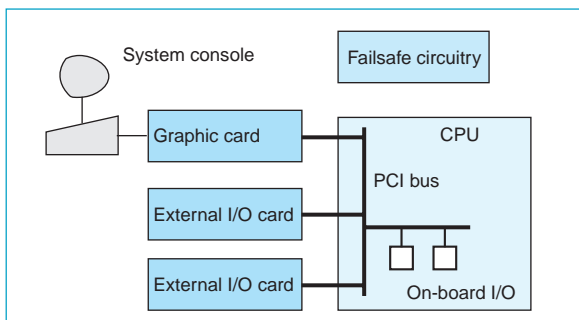 System console
Failsafe circuitry
Graphic card
CPU
PCI bus
External I/O card
External I/O card
On-board I/O